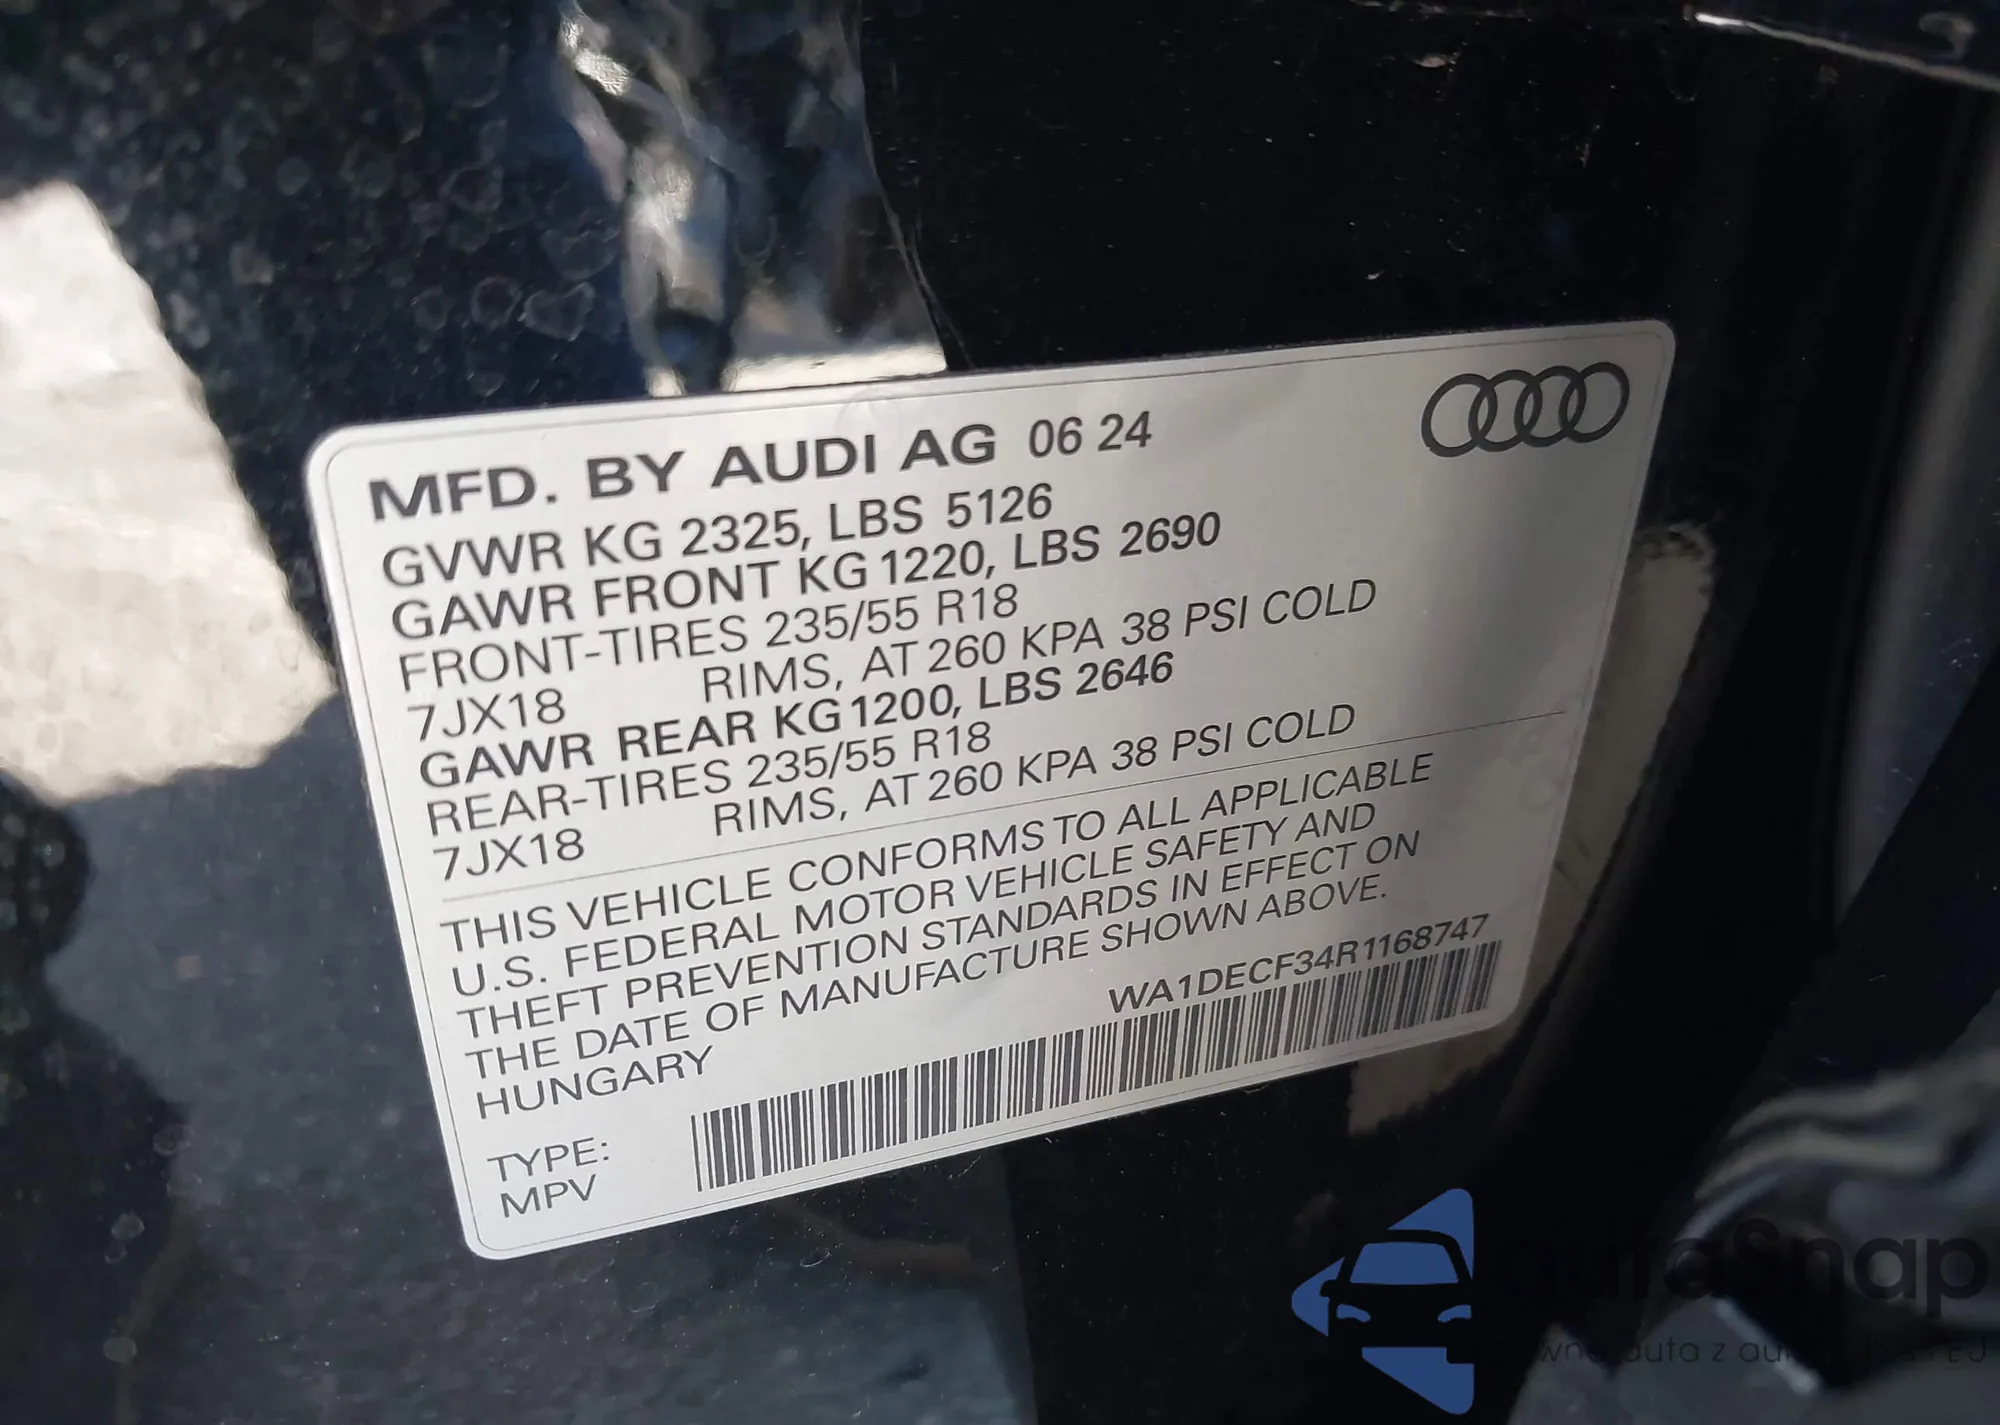 MFD. BY AUDI AG 06 24
GVWR KG 2325, LBS 5126
GAWR FRONT KG 1220, LBS 2690
FRONT-TIRES 235/55 R18
7JX18 RIMS, AT 260 KPA 38 PSI COLD
GAWR REAR KG 1200, LBS 2646
REAR-TIRES 235/55 R18
7JX18 RIMS, AT 260 KPA 38 PSI COLD
THIS VEHICLE CONFORMS TO ALL APPLICABLE
U.S. FEDERAL MOTOR VEHICLE SAFETY AND
THEFT PREVENTION STANDARDS IN EFFECT ON
THE DATE OF MANUFACTURE SHOWN ABOVE.
HUNGARY
WA1DECF34R1168747
TYPE:
MPV
autoSnap
auta z